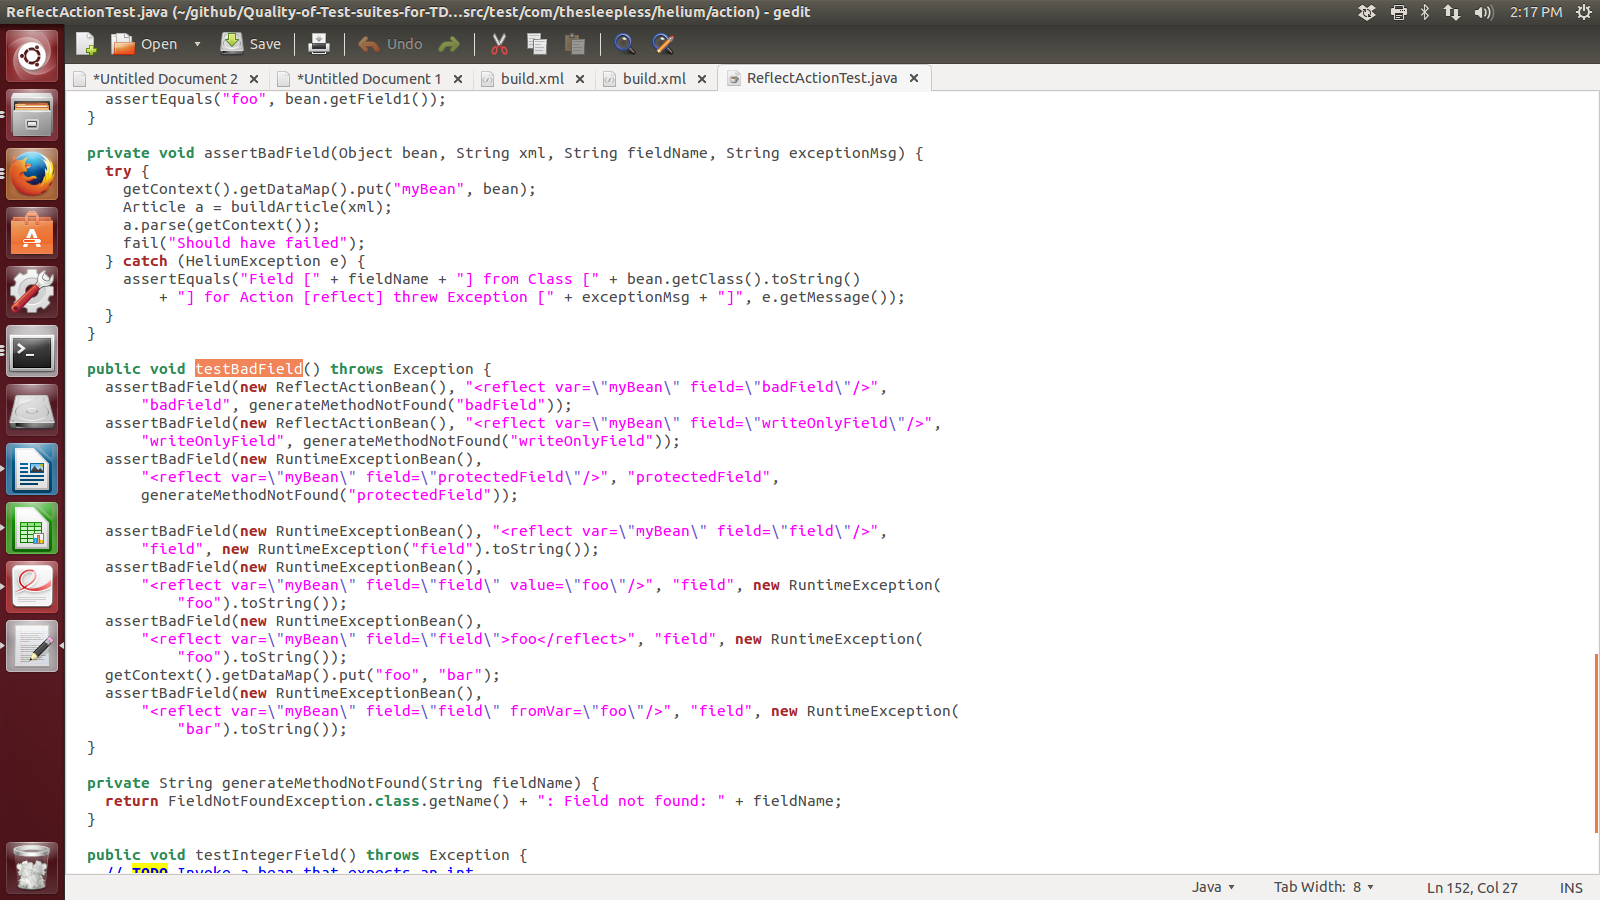 ReflectActionTest.java (~/github/Quality-of-Test-suites-for-TD...src/test/com/thesleepless/helium/action) - gedit
2:17 PM
Open
Save
Undo
*Untitled Document 2
*Untitled Document 1
build.xml
build.xml
ReflectActionTest.java
assertEquals("foo", bean.getField1());
}
private void assertBadField(Object bean, String xml, String fieldName, String exceptionMsg) {
try {
getContext().getDataMap().put("myBean", bean);
Article a = buildArticle(xml);
a.parse(getContext());
fail("Should have failed");
} catch (HeliumException e) {
assertEquals("Field [" + fieldName + "] from Class [" + bean.getClass().toString()
+ "] for Action [reflect] threw Exception [" + exceptionMsg + "]", e.getMessage());
}
}
public void testBadField() throws Exception {
assertBadField(new ReflectActionBean(), "<reflect var=\"myBean\" field=\"badField\"/>",
"badField", generateMethodNotFound("badField"));
assertBadField(new ReflectActionBean(), "<reflect var=\"myBean\" field=\"writeOnlyField\"/>",
"writeOnlyField", generateMethodNotFound("writeOnlyField"));
assertBadField(new RuntimeExceptionBean(),
"<reflect var=\"myBean\" field=\"protectedField\"/>", "protectedField",
generateMethodNotFound("protectedField"));
assertBadField(new RuntimeExceptionBean(), "<reflect var=\"myBean\" field=\"field\"/>",
"field", new RuntimeException("field").toString());
assertBadField(new RuntimeExceptionBean(),
"<reflect var=\"myBean\" field=\"field\" value=\"foo\"/>", "field", new RuntimeException(
"foo").toString());
assertBadField(new RuntimeExceptionBean(),
"<reflect var=\"myBean\" field=\"field\">foo</reflect>", "field", new RuntimeException(
"foo").toString());
getContext().getDataMap().put("foo", "bar");
assertBadField(new RuntimeExceptionBean(),
"<reflect var=\"myBean\" field=\"field\" fromVar=\"foo\"/>", "field", new RuntimeException(
"bar").toString());
}
private String generateMethodNotFound(String fieldName) {
return FieldNotFoundException.class.getName() + ": Field not found: " + fieldName;
}
public void testIntegerField() throws Exception {
// TODO Invoke a bean that expects an int
Java
Tab Width: 8
Ln 152, Col 27
INS